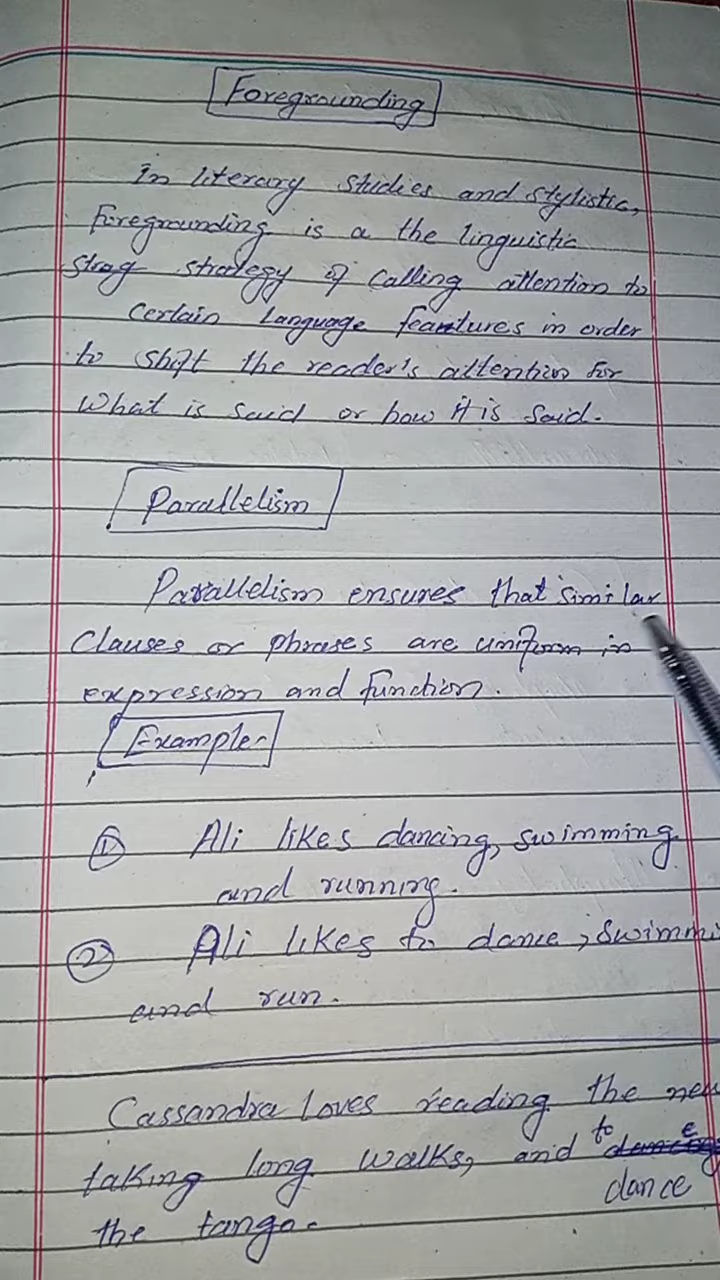 Foregrounding
In literary studies and stylistic,
Foregrounding is a the linguistic
strag strategy of calling attention to
certain language feartures in order
to shift the reader's attention for
what is said or how it is said.
Parallelism
Parallelism ensures that similar
clauses or phrases are uniform in
expression and function.
Example
① Ali likes dancing, swimming
and running.
② Ali likes to dance, swimmi
and run.
Cassandra loves reading the new
taking long walks, and to
dance
the tango.